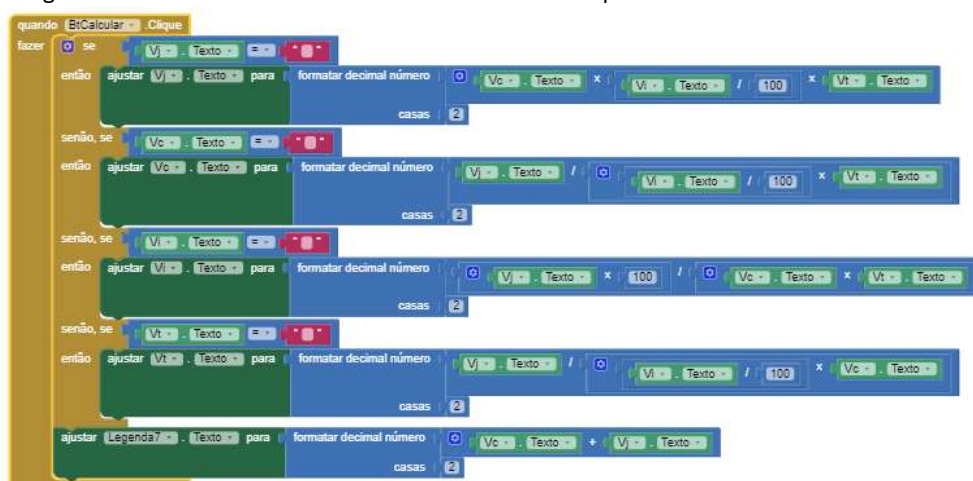 quando BtCalcular .Clique
fazer se Vj . Texto = " "
então ajustar Vj . Texto para formatar decimal número Vc . Texto x Vi . Texto / 100 x Vt . Texto
casas 2
senão, se Vc . Texto = " "
então ajustar Vc . Texto para formatar decimal número Vj . Texto / Vi . Texto / 100 x Vt . Texto
casas 2
senão, se Vi . Texto = " "
então ajustar Vi . Texto para formatar decimal número Vj . Texto x 100 / Vc . Texto x Vt . Texto
casas 2
senão, se Vt . Texto = " "
então ajustar Vt . Texto para formatar decimal número Vj . Texto / Vi . Texto / 100 x Vc . Texto
casas 2
ajustar Legenda7 . Texto para formatar decimal número Vc . Texto + Vj . Texto
casas 2